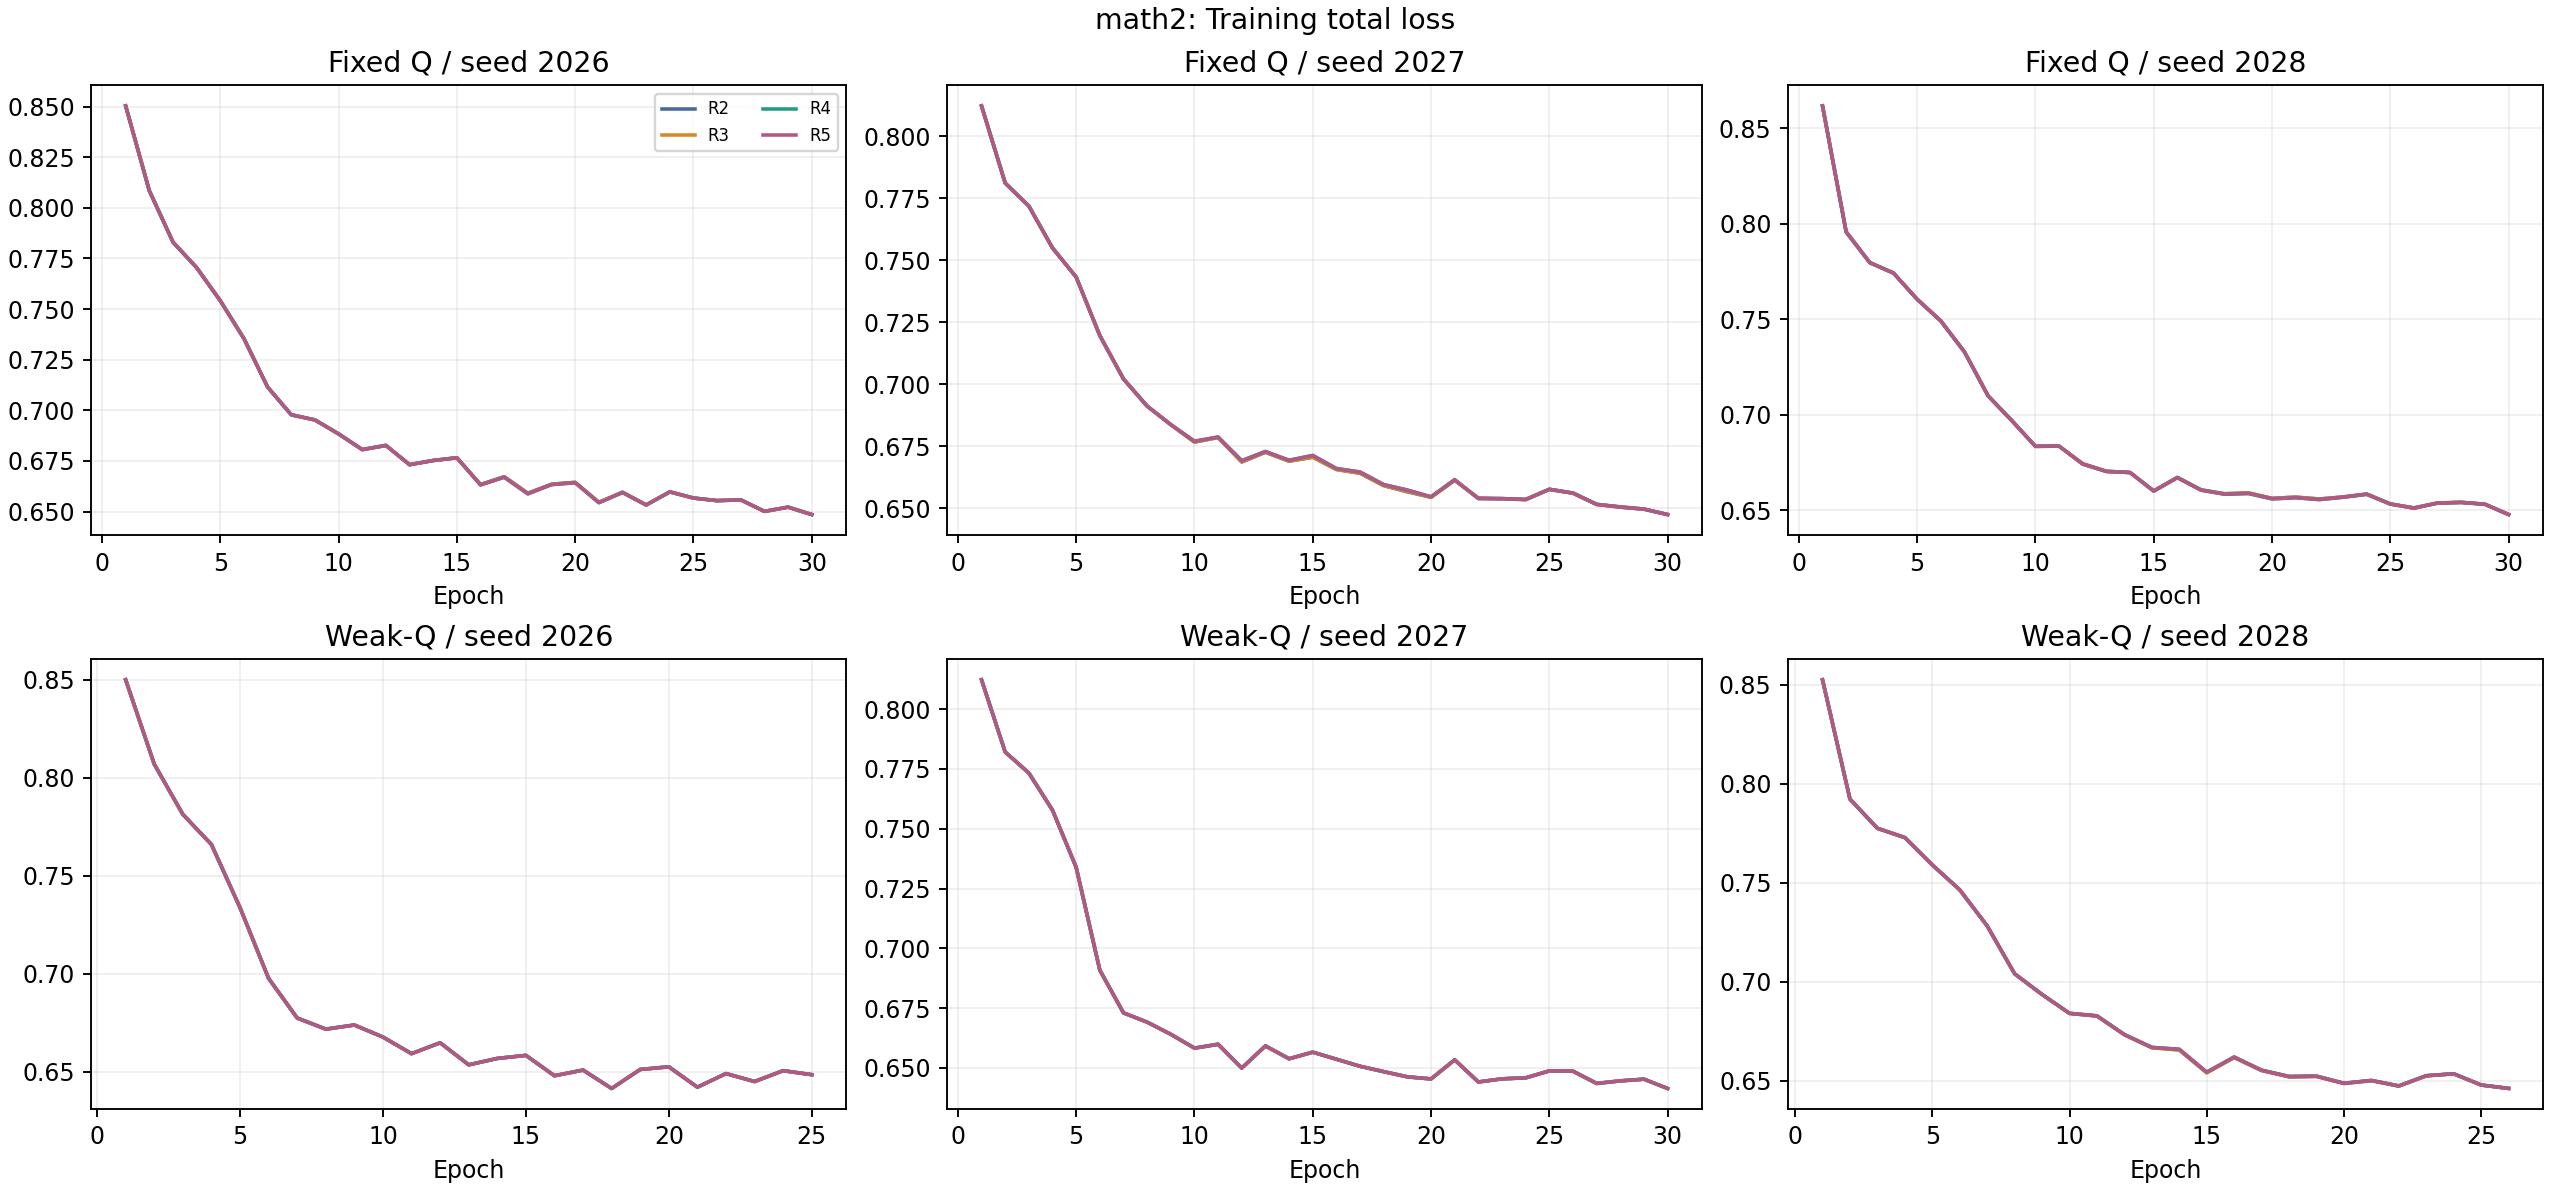 math2: Training total loss
Fixed Q / seed 2026
0.850
0.825
0.800
0.775
0.750
0.725
0.700
0.675
0.650
R2 R4
R3 R5
0 5 10 15 20 25 30
Epoch
Fixed Q / seed 2027
0.800
0.775
0.750
0.725
0.700
0.675
0.650
0 5 10 15 20 25 30
Epoch
Fixed Q / seed 2028
0.85
0.80
0.75
0.70
0.65
0 5 10 15 20 25 30
Epoch
Weak-Q / seed 2026
0.85
0.80
0.75
0.70
0.65
0 5 10 15 20 25
Epoch
Weak-Q / seed 2027
0.800
0.775
0.750
0.725
0.700
0.675
0.650
0 5 10 15 20 25 30
Epoch
Weak-Q / seed 2028
0.85
0.80
0.75
0.70
0.65
0 5 10 15 20 25
Epoch